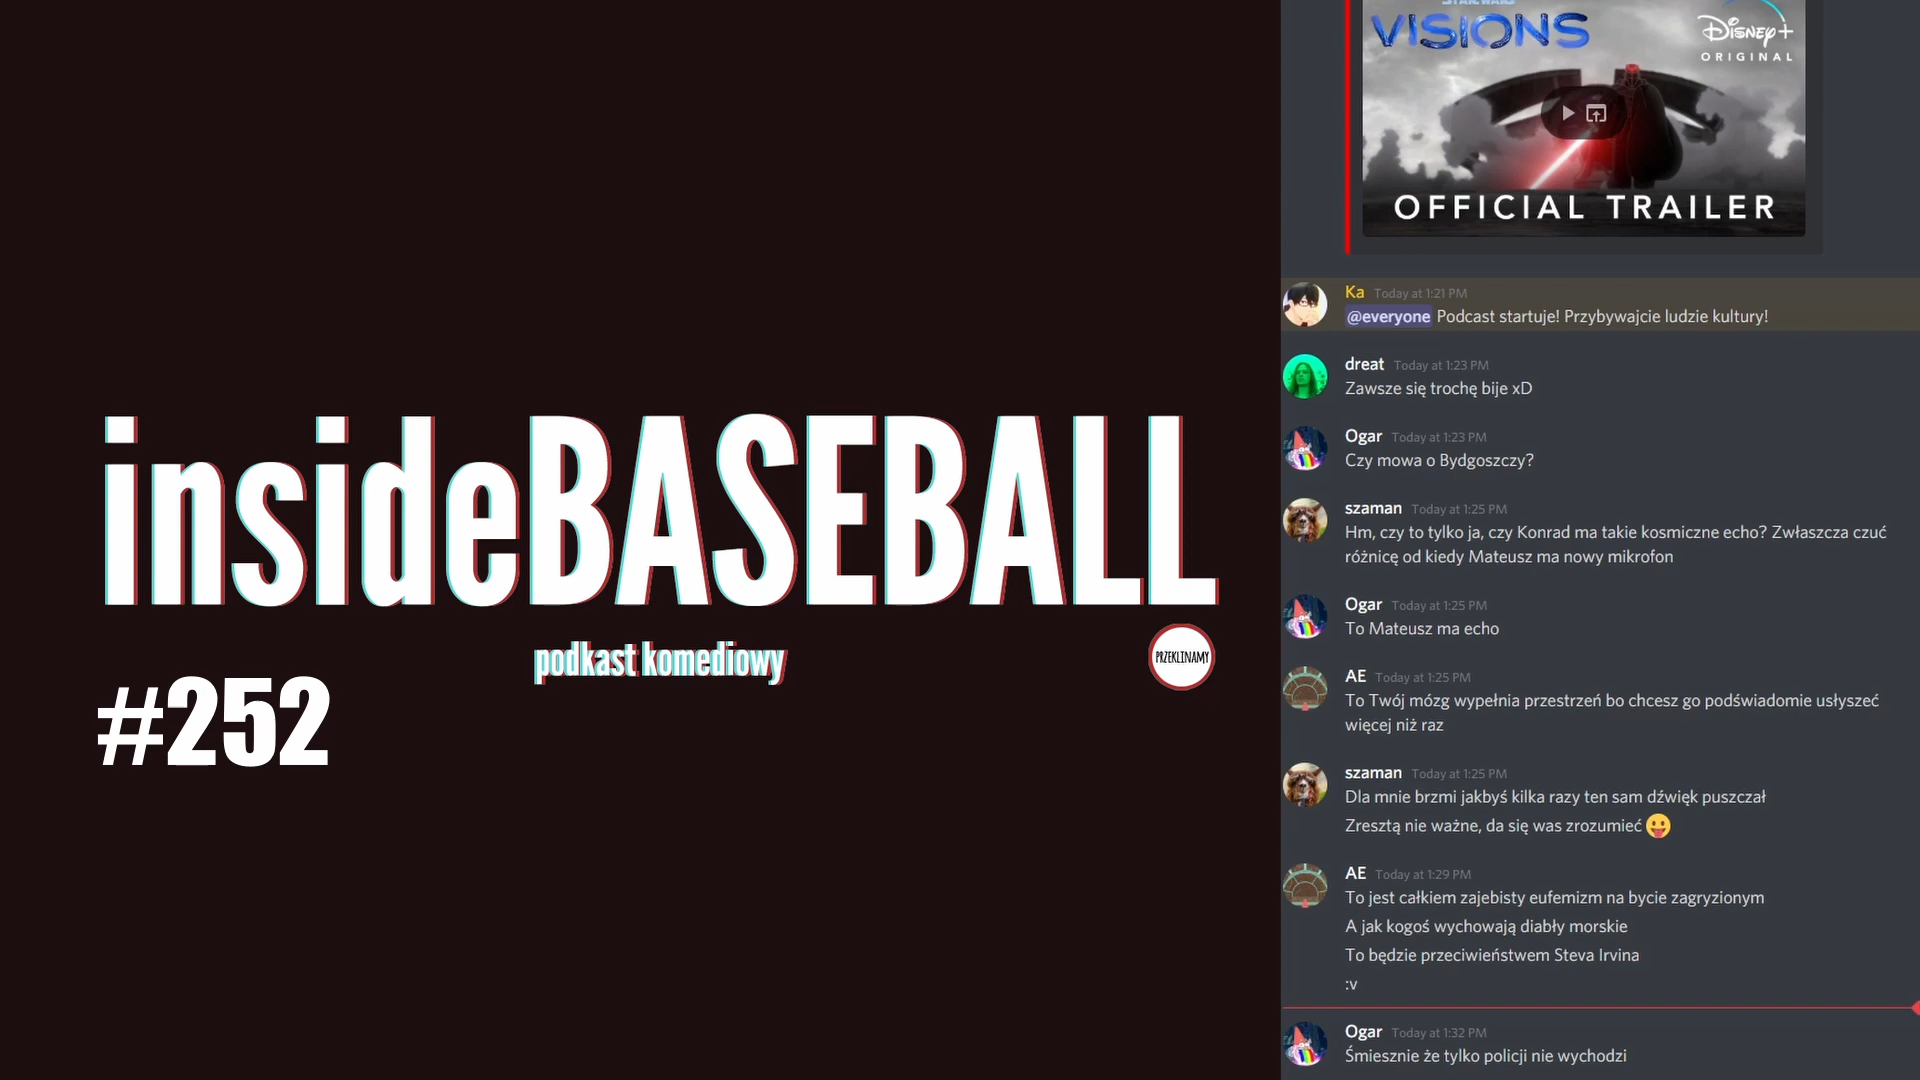 insideBASEBALL
podkast komediowy
PRZEKLINAMY
#252
STAR WARS
VISIONS
Disney+
ORIGINAL
OFFICIAL TRAILER
Ka Today at 1:21 PM
@everyone Podcast startuje! Przybywajcie ludzie kultury!
dreat Today at 1:23 PM
Zawsze się trochę bije xD
Ogar Today at 1:23 PM
Czy mowa o Bydgoszczy?
szaman Today at 1:25 PM
Hm, czy to tylko ja, czy Konrad ma takie kosmiczne echo? Zwłaszcza czuć
różnicę od kiedy Mateusz ma nowy mikrofon
Ogar Today at 1:25 PM
To Mateusz ma echo
AE Today at 1:25 PM
To Twój mózg wypełnia przestrzeń bo chcesz go podświadomie usłyszeć
więcej niż raz
szaman Today at 1:25 PM
Dla mnie brzmi jakbyś kilka razy ten sam dźwięk puszczał
Zresztą nie ważne, da się was zrozumieć 😛
AE Today at 1:29 PM
To jest całkiem zajebisty eufemizm na bycie zagryzionym
A jak kogoś wychowają diabły morskie
To będzie przeciwieństwem Steva Irvina
:v
Ogar Today at 1:32 PM
Śmiesznie że tylko policji nie wychodzi